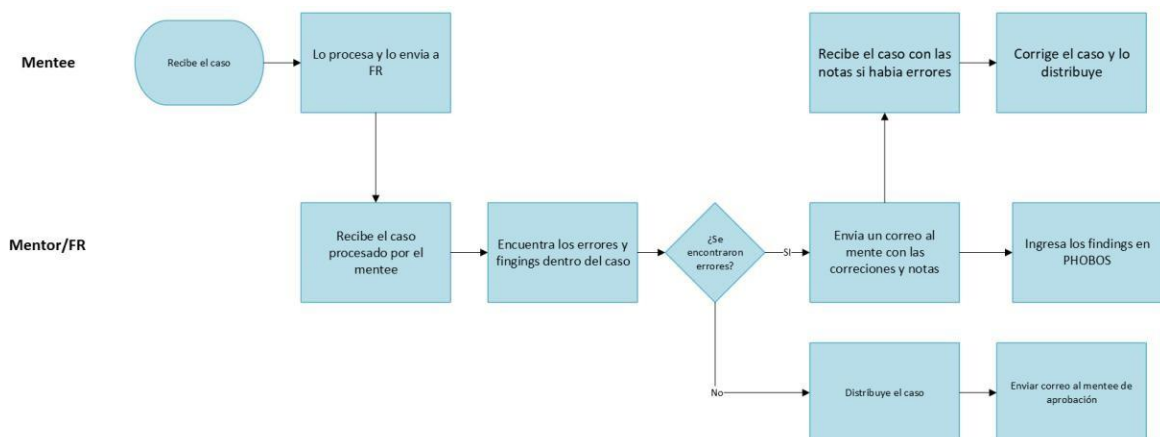 Mentee
Recibe el caso
Lo procesa y lo envia a
FR
Recibe el caso con las
notas si habia errores
Corrige el caso y lo
distribuye
Mentor/FR
Recibe el caso
procesado por el
mentee
Encuentra los errores y
fingings dentro del caso
¿Se
encontraron
errores?
SI
Envia un correo al
mente con las
correciones y notas
Ingresa los findings en
PHOBOS
No
Distribuye el caso
Enviar correo al mentee de
aprobación